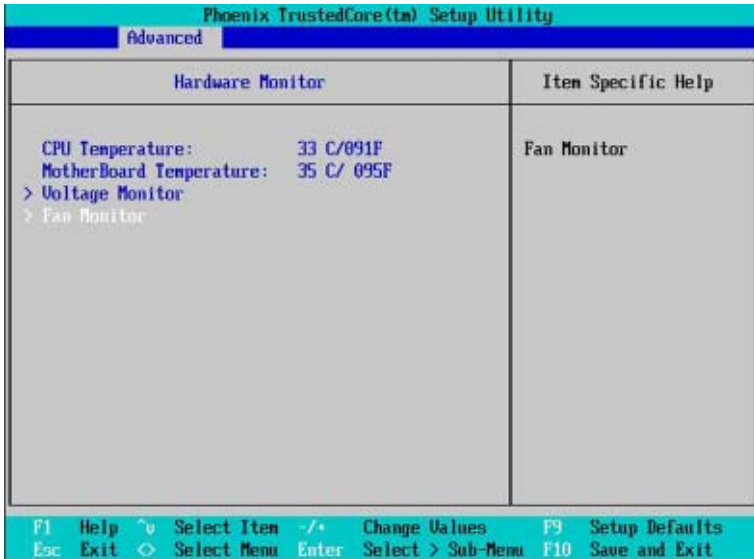 Phoenix TrustedCore(tm) Setup Utility
Advanced
Hardware Monitor
Item Specific Help
CPU Temperature: 33 C/091F
MotherBoard Temperature: 35 C/ 095F
> Voltage Monitor
> Fan Monitor
Fan Monitor
F1 Help ^v Select Item -/+ Change Values F9 Setup Defaults
Esc Exit <> Select Menu Enter Select > Sub-Menu F10 Save and Exit